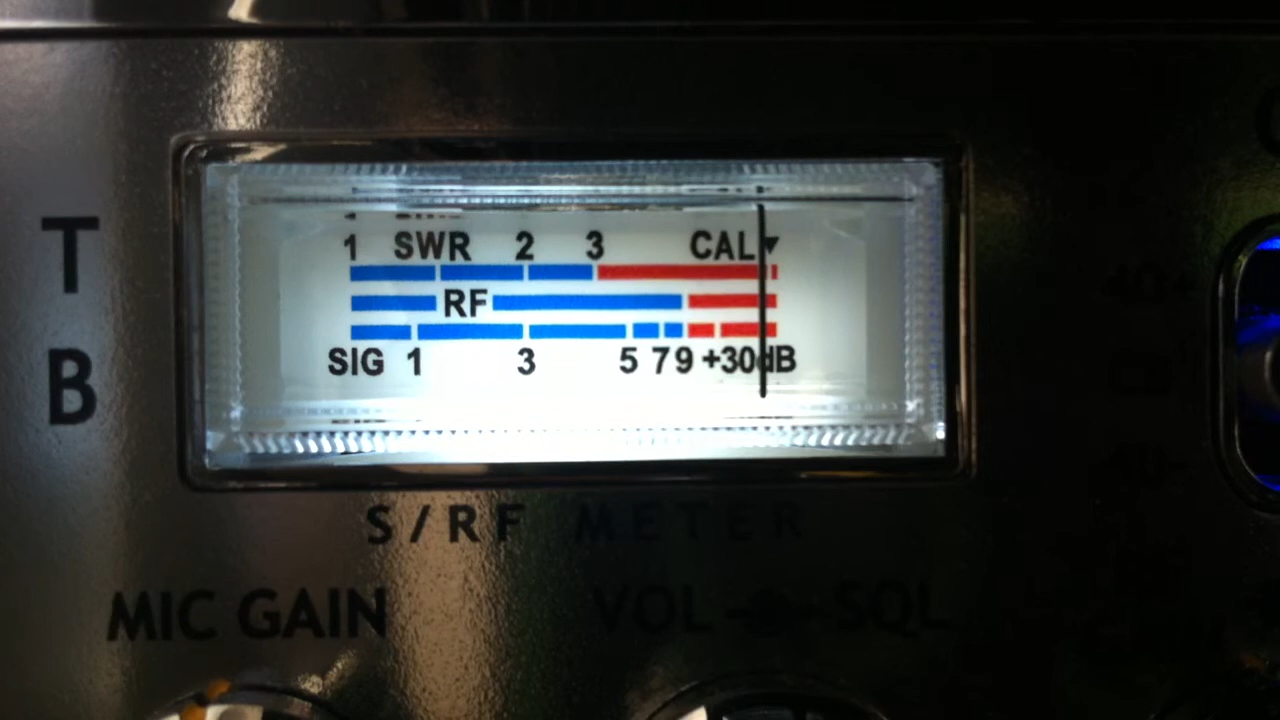 T
B
1 SWR 2 3 CAL
RF
SIG 1 3 5 7 9 +30dB
S/RF METER
MIC GAIN
VOL SQL